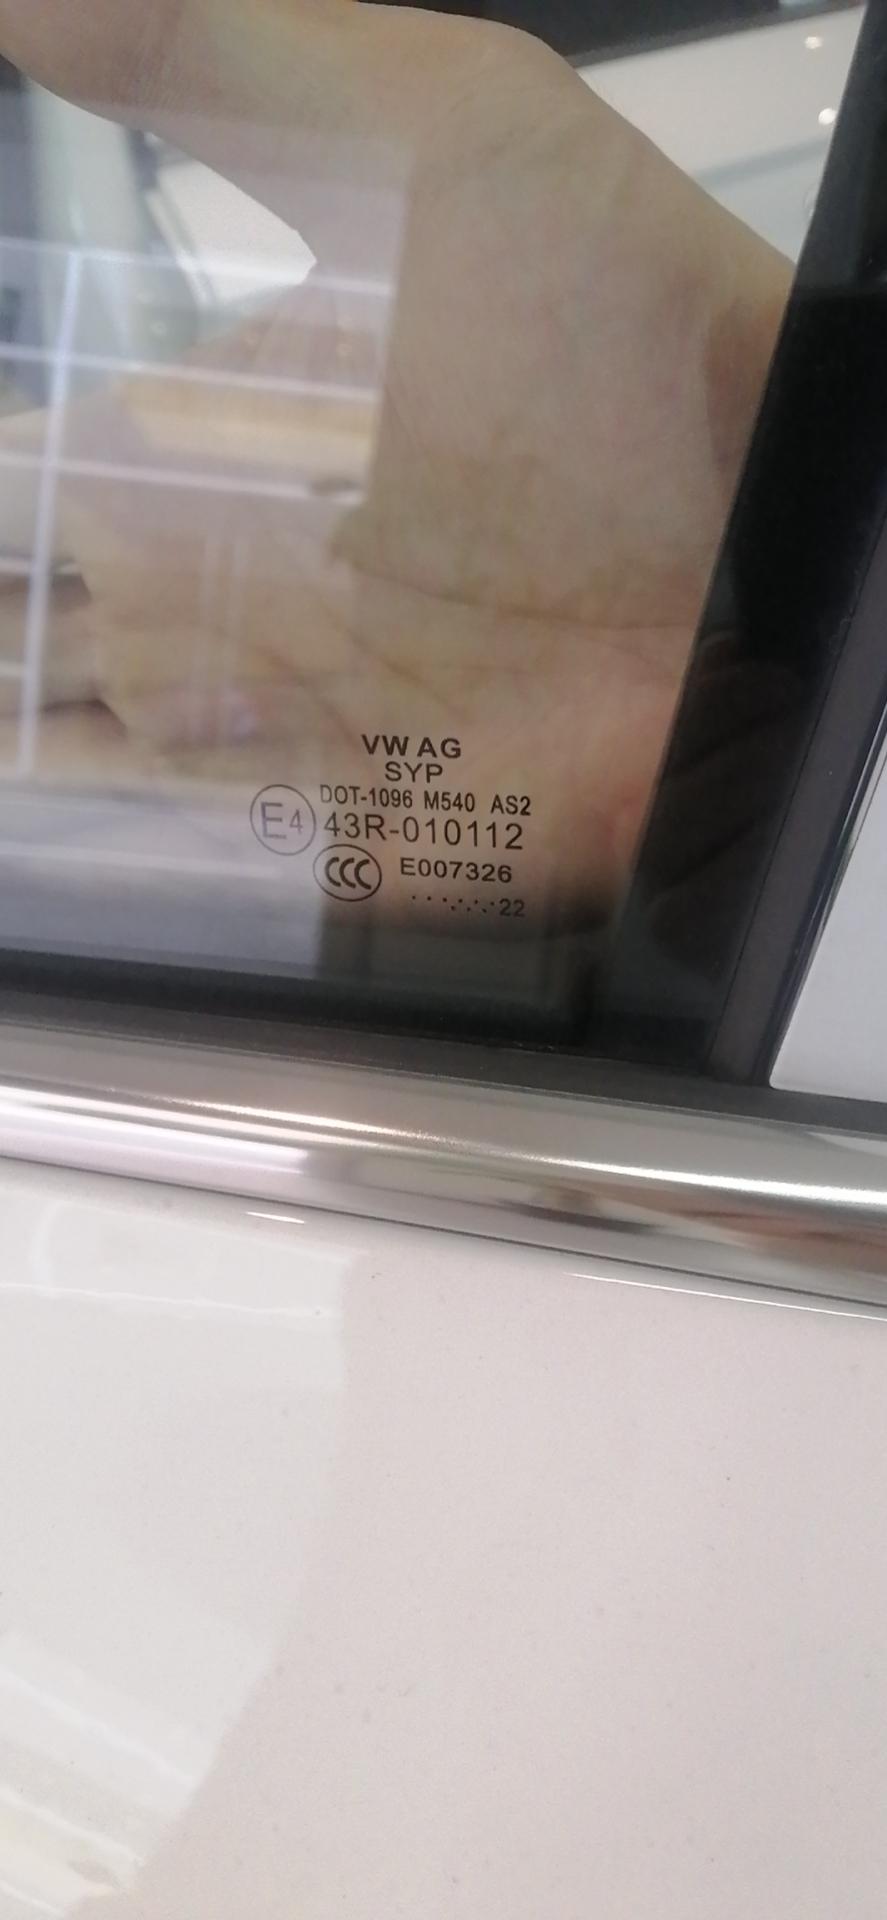 VW AG
SYP
DOT-1096 M540 AS2
E4 43R-010112
CCC E007326
.......22